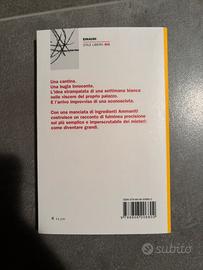 EINAUDI
STILE LIBERO BIG
Una cantina.
Una bugia innocente.
L'idea strampalata di una settimana bianca
nelle viscere del proprio palazzo.
E l'arrivo improvviso di una sconosciuta.
Con una manciata di ingredienti Ammaniti
costruisce un racconto di fulminea precisione
sul più semplice e imperscrutabile dei misteri:
come diventare grandi.
subito